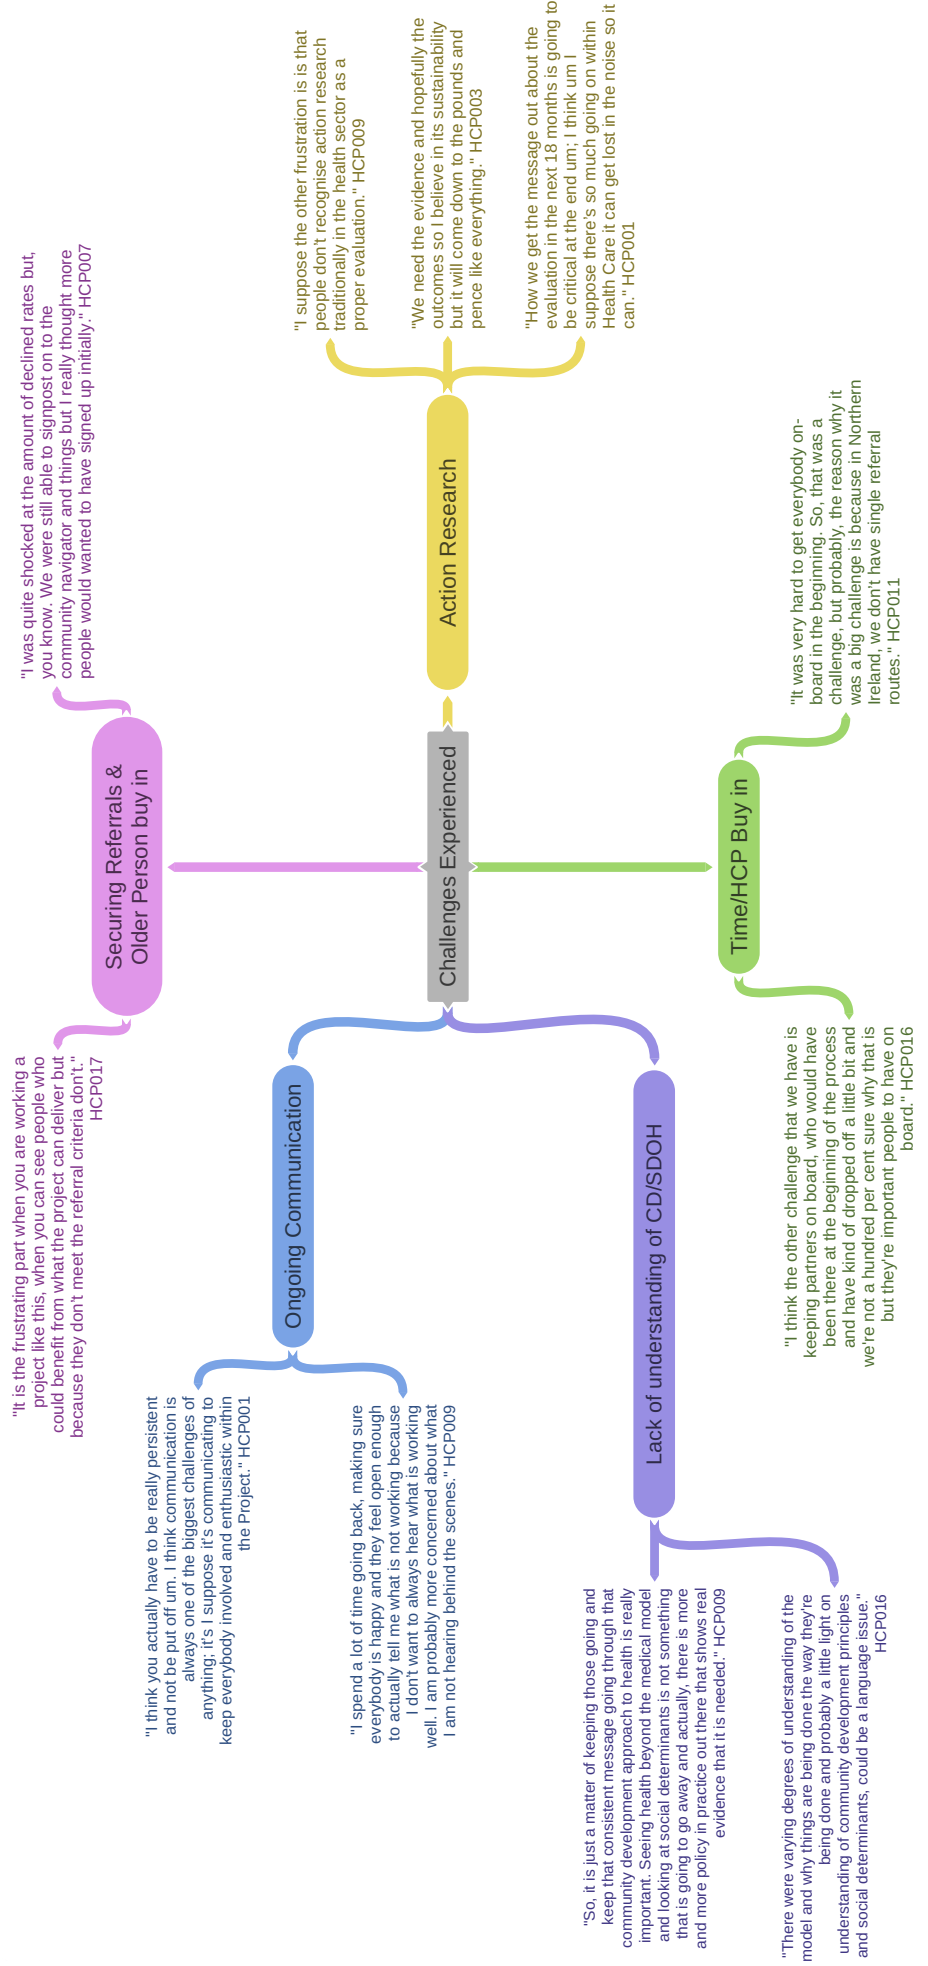 Challenges Experienced
Securing Referrals &
Older Person buy in
"It is the frustrating part when you are working a
project like this, when you can see people who
could benefit from what the project can deliver but
because they don't meet the referral criteria don't."
HCP017
"I was quite shocked at the amount of declined rates but,
you know. We were still able to signpost on to the
community navigator and things but I really thought more
people would wanted to have signed up initially." HCP007
Ongoing Communication
"I think you actually have to be really persistent
and not be put off um. I think communication is
always one of the biggest challenges of
anything; it's I suppose it's communicating to
keep everybody involved and enthusiastic within
the Project." HCP001
"I spend a lot of time going back, making sure
everybody is happy and they feel open enough
to actually tell me what is not working because
I don't want to always hear what is working
well. I am probably more concerned about what
I am not hearing behind the scenes." HCP009
Action Research
"I suppose the other frustration is is that
people don't recognise action research
traditionally in the health sector as a
proper evaluation." HCP009
"We need the evidence and hopefully the
outcomes so I believe in its sustainability
but it will come down to the pounds and
pence like everything." HCP003
"How we get the message out about the
evaluation in the next 18 months is going to
be critical at the end um; I think um I
suppose there's so much going on within
Health Care it can get lost in the noise so it
can." HCP001
Lack of understanding of CD/SDOH
"So, it is just a matter of keeping those going and
keep that consistent message going through that
community development approach to health is really
important. Seeing health beyond the medical model
and looking at social determinants is not something
that is going to go away and actually, there is more
and more policy in practice out there that shows real
evidence that it is needed." HCP009
"There were varying degrees of understanding of the
model and why things are being done the way they're
being done and probably a little light on
understanding of community development principles
and social determinants, could be a language issue."
HCP016
Time/HCP Buy in
"I think the other challenge that we have is
keeping partners on board, who would have
been there at the beginning of the process
and have kind of dropped off a little bit and
we're not a hundred per cent sure why that is
but they're important people to have on
board." HCP016
"It was very hard to get everybody on-
board in the beginning. So, that was a
challenge, but probably, the reason why it
was a big challenge is because in Northern
Ireland, we don't have single referral
routes." HCP011